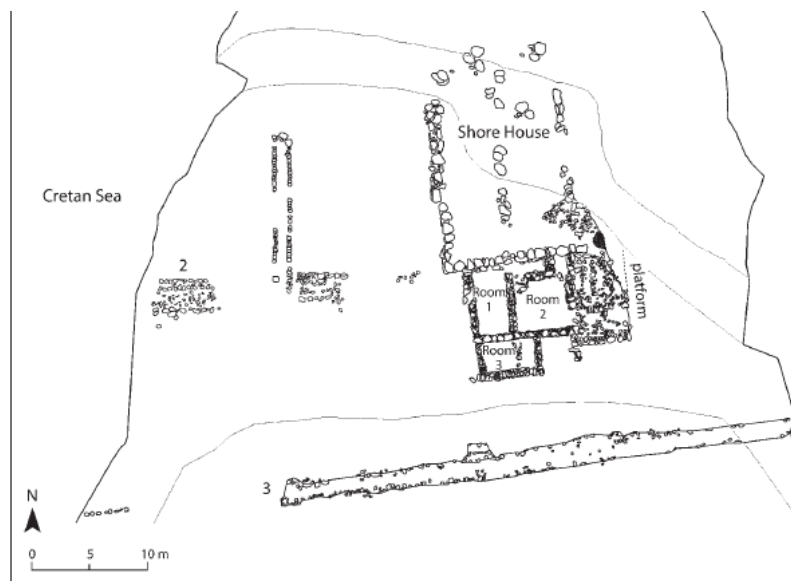 Shore House
Cretan Sea
2
platform
Room
1
Room
2
Room
3
3
N
0 5 10 m